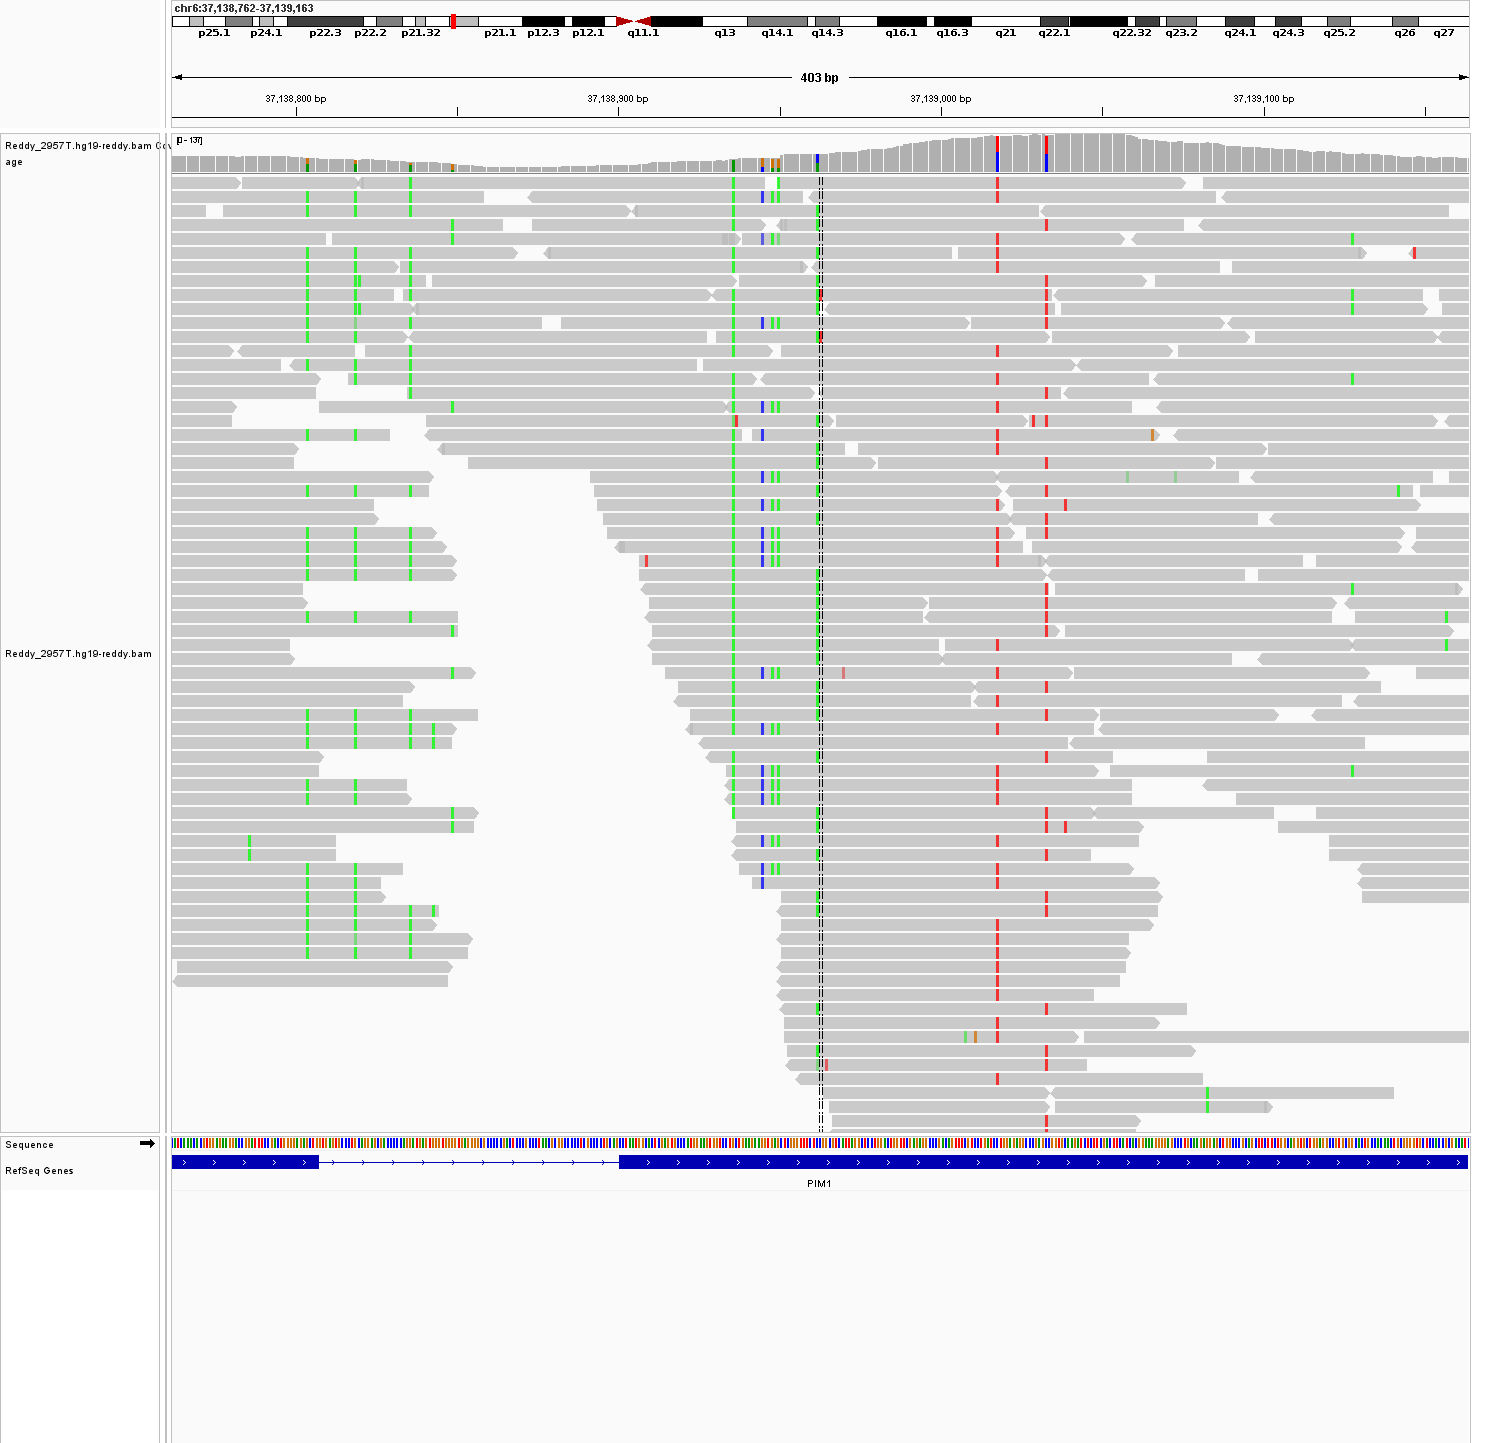 chr6:37,138,762-37,139,163
p25.1 p24.1 p22.3 p22.2 p21.32 p21.1 p12.3 p12.1 q11.1 q13 q14.1 q14.3 q16.1 q16.3 q21 q22.1 q22.32 q23.2 q24.1 q24.3 q25.2 q26 q27
403 bp
37,138,800 bp 37,138,900 bp 37,139,000 bp 37,139,100 bp
Reddy_2957T.hg19-reddy.bam Cov
age
[0 - 137]
Reddy_2957T.hg19-reddy.bam
Sequence
RefSeq Genes
PIM1